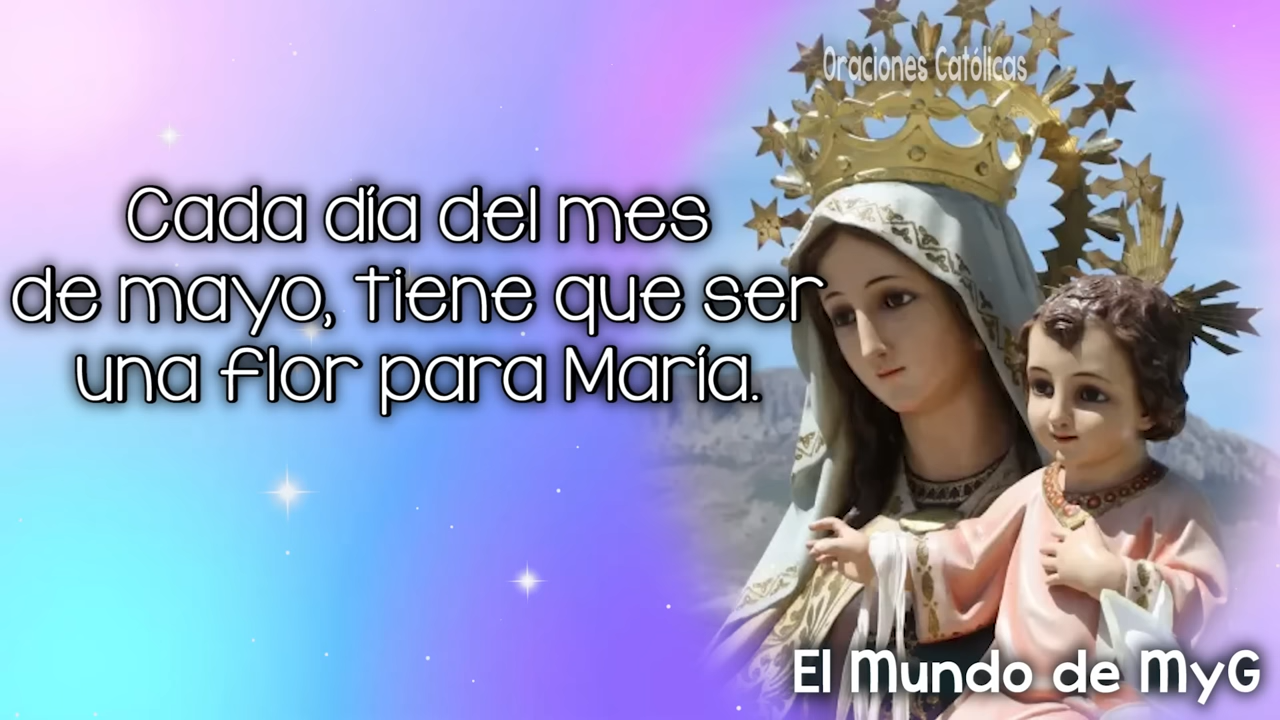 Oraciones Católicas
Cada día del mes
de mayo, tiene que ser
una flor para María.
El Mundo de MyG